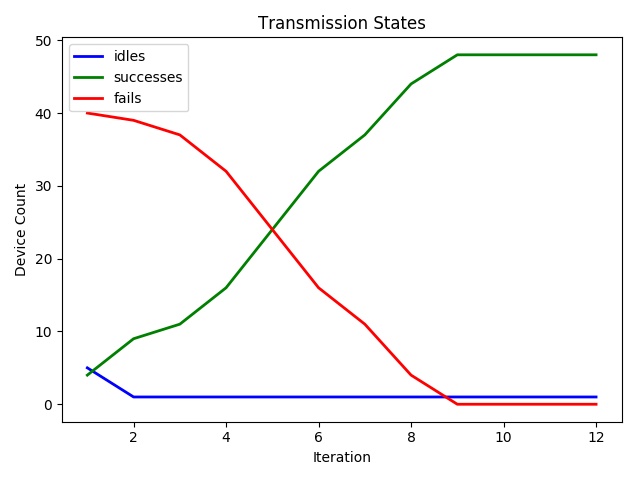 Transmission States
50
40
30
20
10
0
Device Count
idles
successes
fails
2
4
6
8
10
12
Iteration